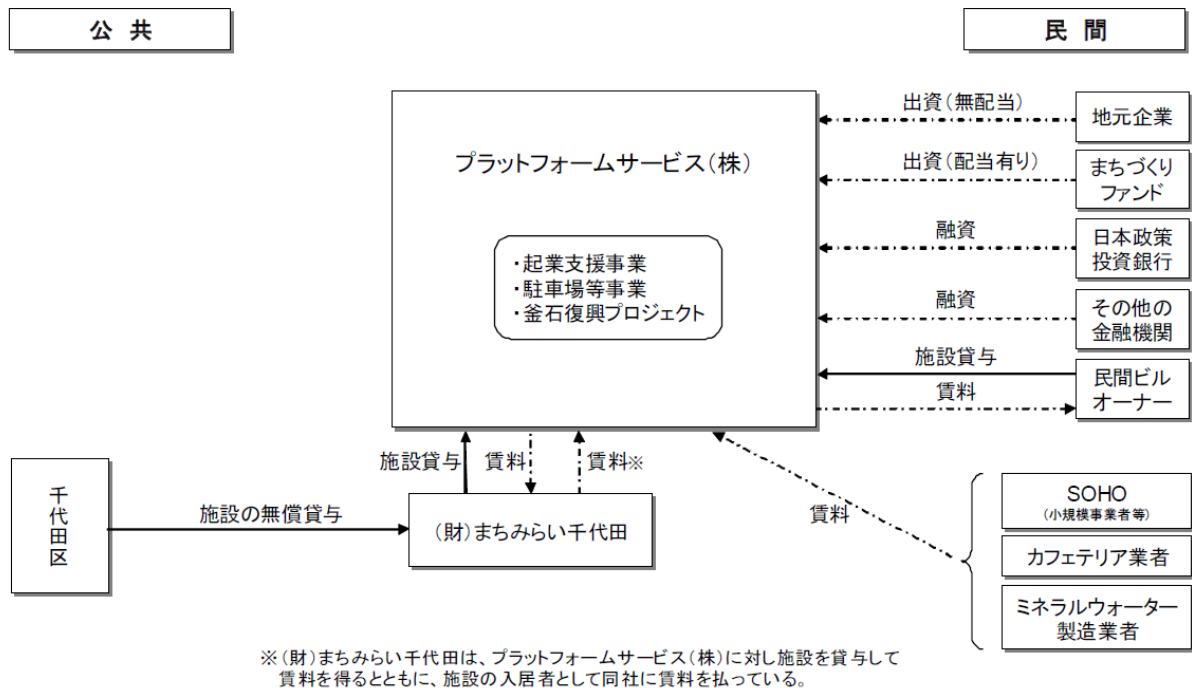 公 共
民 間
プラットフォームサービス(株)
・起業支援事業
・駐車場等事業
・釜石復興プロジェクト
出資(無配当)
地元企業
出資(配当有り)
まちづくり
ファンド
融資
日本政策
投資銀行
融資
その他の
金融機関
施設貸与
賃料
民間ビル
オーナー
施設貸与
賃料
賃料※
賃料
千代田区
施設の無償貸与
(財)まちみらい千代田
SOHO
(小規模事業者等)
カフェテリア業者
ミネラルウォーター
製造業者
※(財)まちみらい千代田は、プラットフォームサービス(株)に対し施設を貸与して
賃料を得るとともに、施設の入居者として同社に賃料を払っている。